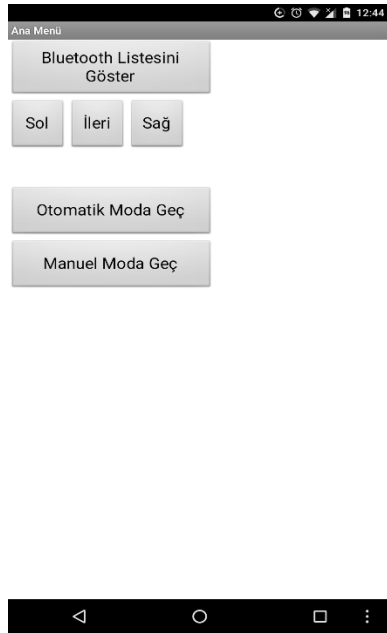 12:44
Ana Menü
Bluetooth Listesini
Göster
Sol İleri Sağ
Otomatik Moda Geç
Manuel Moda Geç